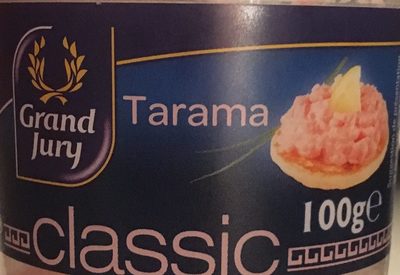 Grand
Jury
Tarama
100g℮
classic